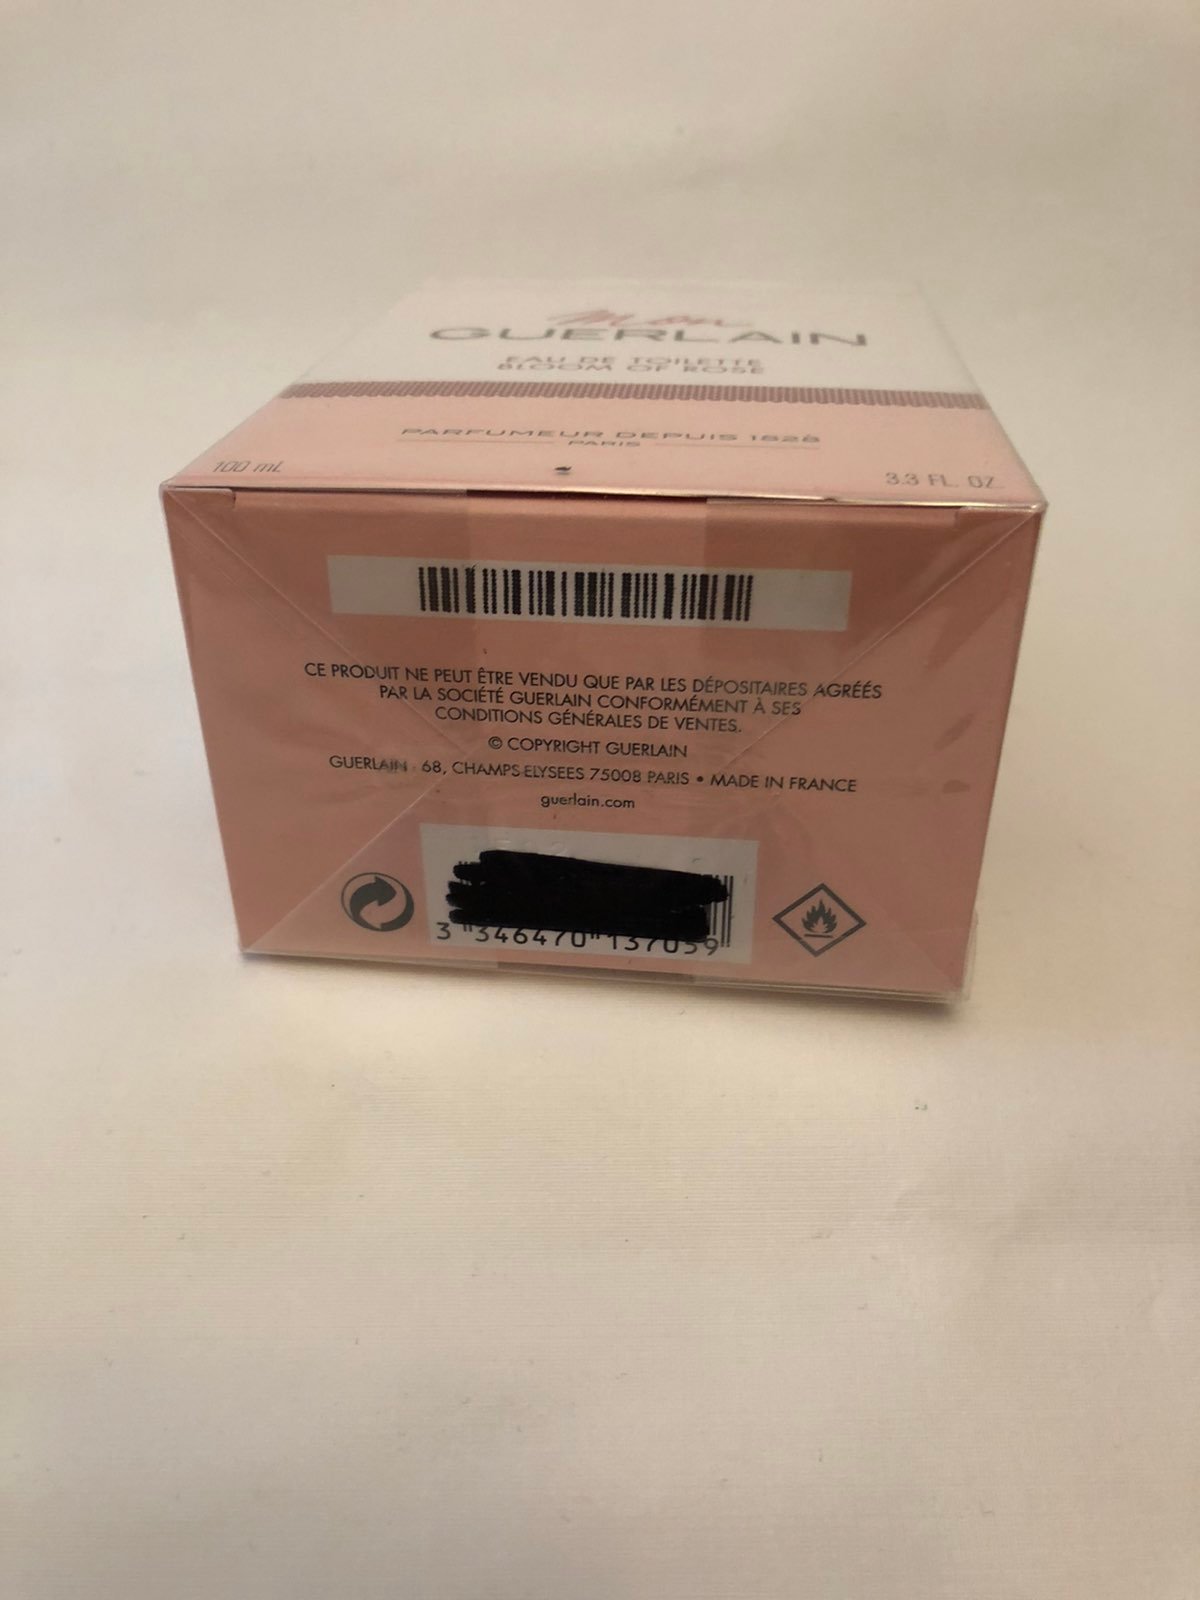 mon
GUERLAIN
EAU DE TOILETTE
BLOOM OF ROSE
PARFUMEUR DEPUIS 1828
PARIS
100 mL
3.3 FL. OZ.
CE PRODUIT NE PEUT ÊTRE VENDU QUE PAR LES DÉPOSITAIRES AGRÉÉS
PAR LA SOCIÉTÉ GUERLAIN CONFORMÉMENT À SES
CONDITIONS GÉNÉRALES DE VENTES.
© COPYRIGHT GUERLAIN
GUERLAIN - 68, CHAMPS ELYSEES 75008 PARIS • MADE IN FRANCE
guerlain.com
3 "346470"137059